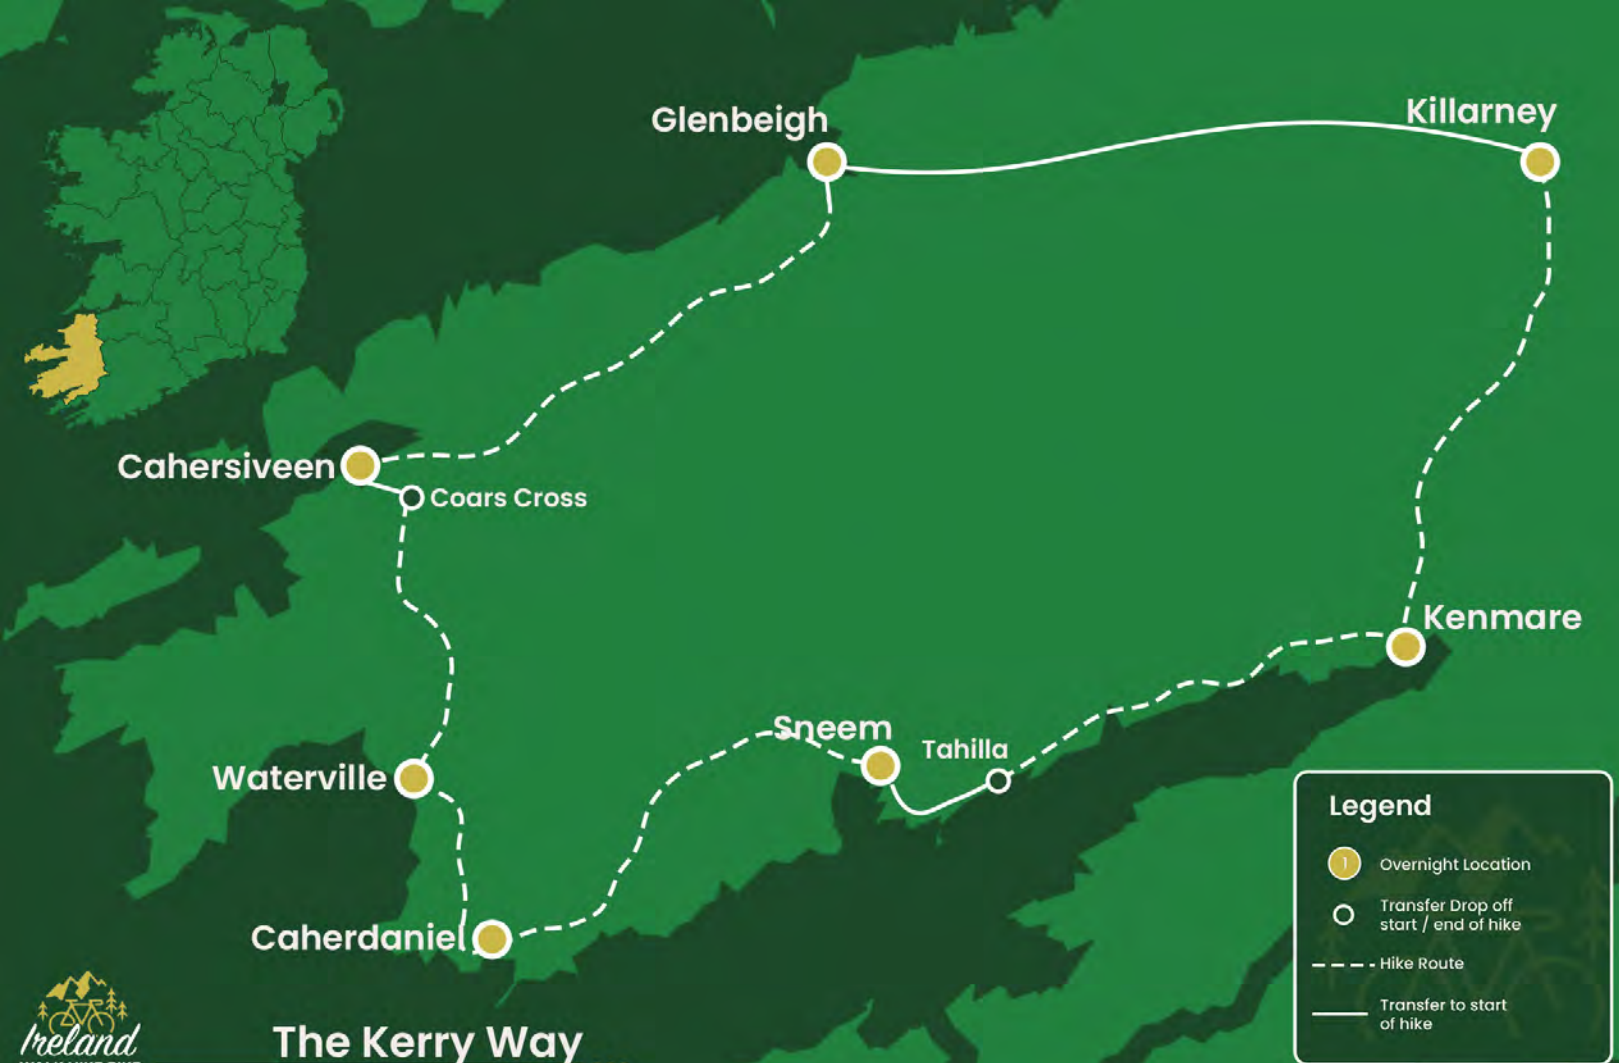 Killarney
Glenbeigh
Cahersiveen
Coars Cross
Kenmare
Sneem
Tahilla
Waterville
Caherdaniel
Legend
1
Overnight Location
Transfer Drop off
start / end of hike
Hike Route
Transfer to start
of hike
Ireland
The Kerry Way